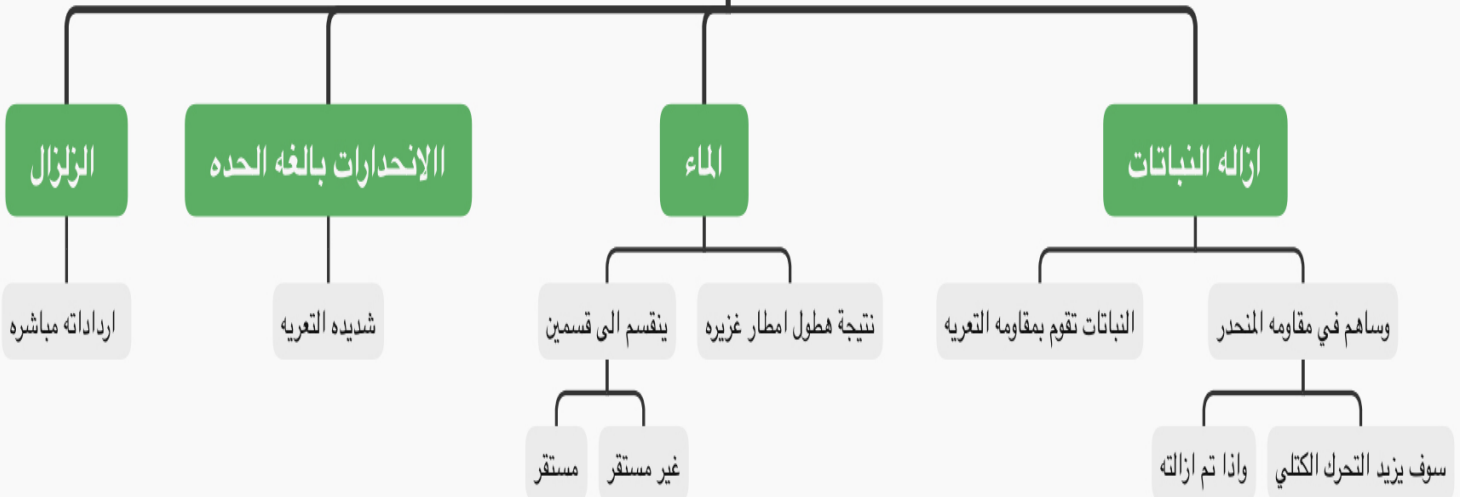 ازاله النباتات
الماء
االإنحدارات بالغه الحده
الزلزال
وساهم في مقاومه المنحدر
النباتات تقوم بمقاومه التعريه
نتيجة هطول امطار غزيره
ينقسم الى قسمين
شديده التعريه
ارداداته مباشره
سوف يزيد التحرك الكتلي
واذا تم ازالته
غير مستقر
مستقر